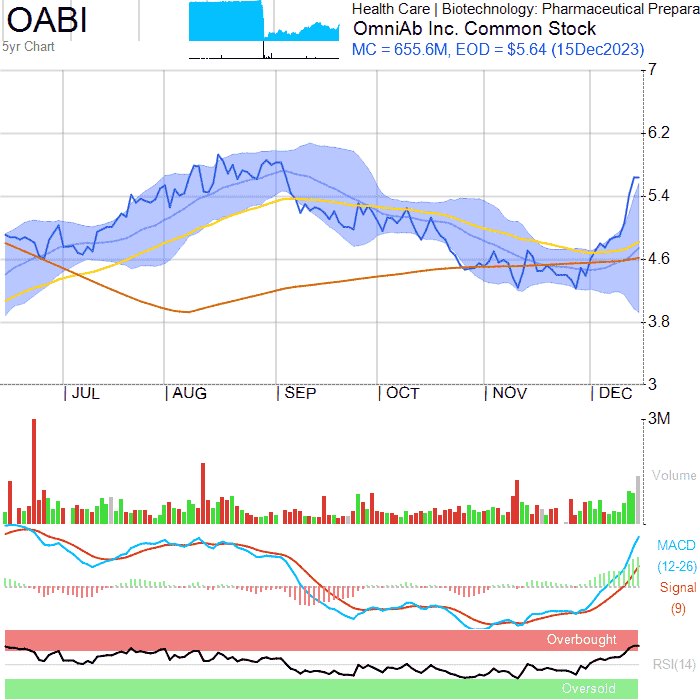 OABI
5yr Chart
Health Care | Biotechnology: Pharmaceutical Prepara
OmniAb Inc. Common Stock
MC = 655.6M, EOD = $5.64 (15Dec2023)
7
6.2
5.4
4.6
3.8
3
| JUL | AUG | SEP | OCT | NOV | DEC
3M
Volume
MACD
(12-26)
Signal
(9)
Overbought
RSI(14)
Oversold